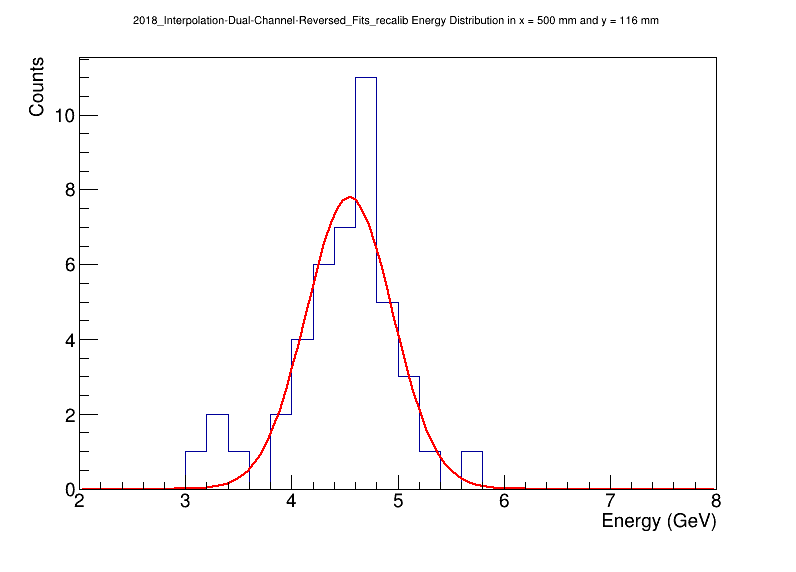 2018_Interpolation-Dual-Channel-Reversed_Fits_recalib Energy Distribution in x = 500 mm and y = 116 mm
Counts
10
8
6
4
2
0
2 3 4 5 6 7 8
Energy (GeV)